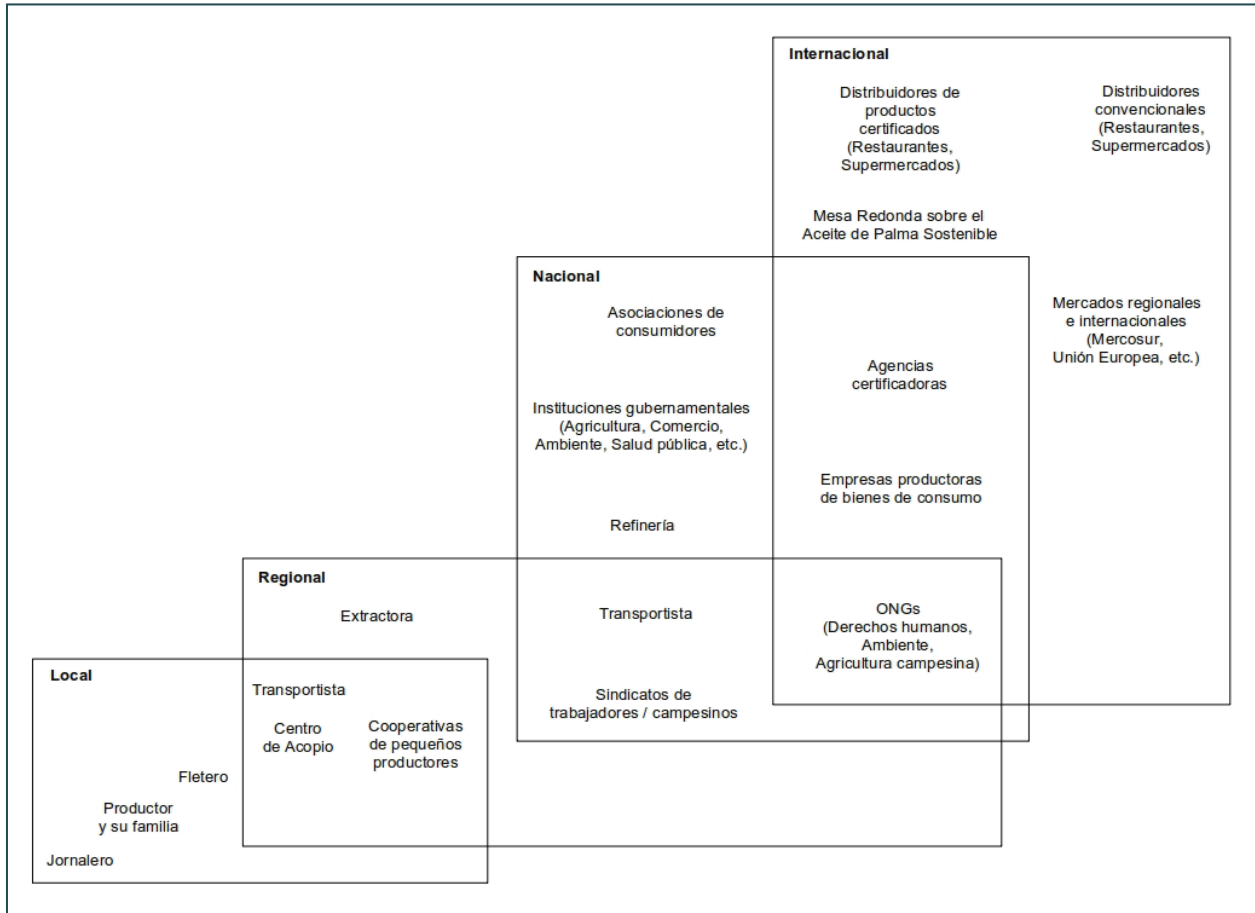 Internacional
Distribuidores de
productos
certificados
(Restaurantes,
Supermercados)
Distribuidores
convencionales
(Restaurantes,
Supermercados)
Mesa Redonda sobre el
Aceite de Palma Sostenible
Nacional
Asociaciones de
consumidores
Mercados regionales
e internacionales
(Mercosur,
Unión Europea, etc.)
Agencias
certificadoras
Instituciones gubernamentales
(Agricultura, Comercio,
Ambiente, Salud pública, etc.)
Empresas productoras
de bienes de consumo
Refinería
Regional
Extractora
Transportista
ONGs
(Derechos humanos,
Ambiente,
Agricultura campesina)
Local
Transportista
Sindicatos de
trabajadores / campesinos
Centro
de Acopio
Cooperativas
de pequeños
productores
Fletero
Productor
y su familia
Jornalero